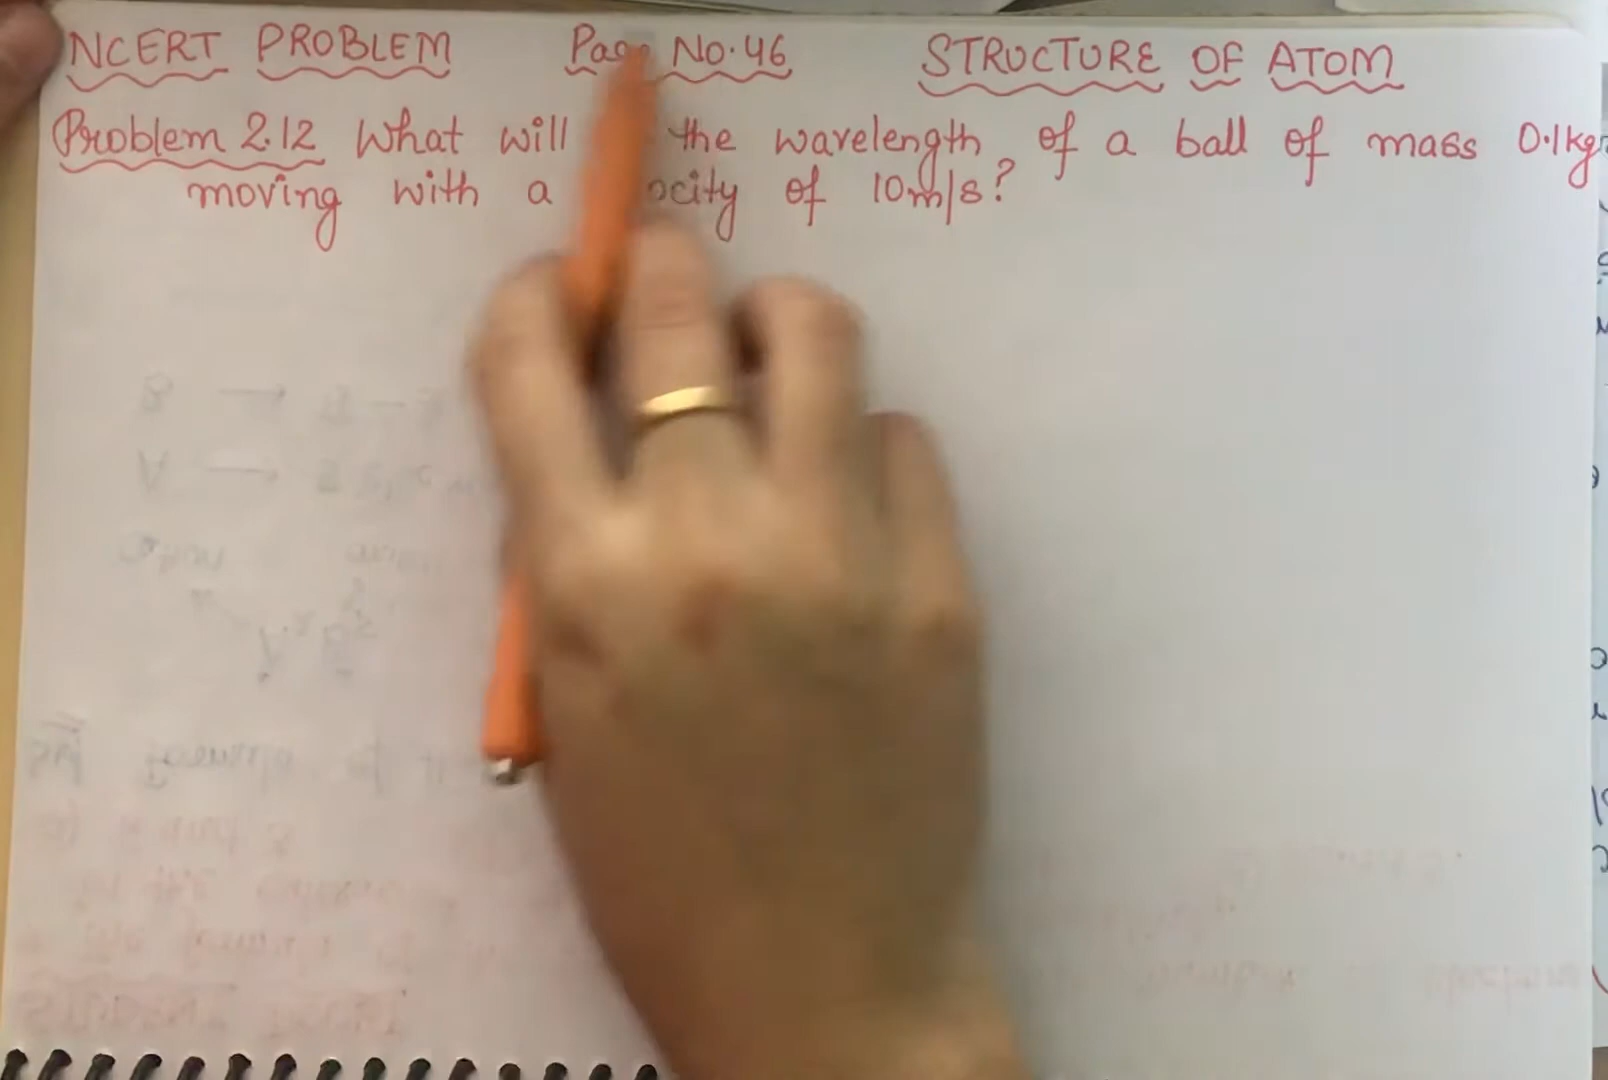 NCERT PROBLEM Page No. 46 STRUCTURE OF ATOM
Problem 2.12 What will the wavelength of a ball of mass 0.1kg
moving with a ocity of 10m/s?